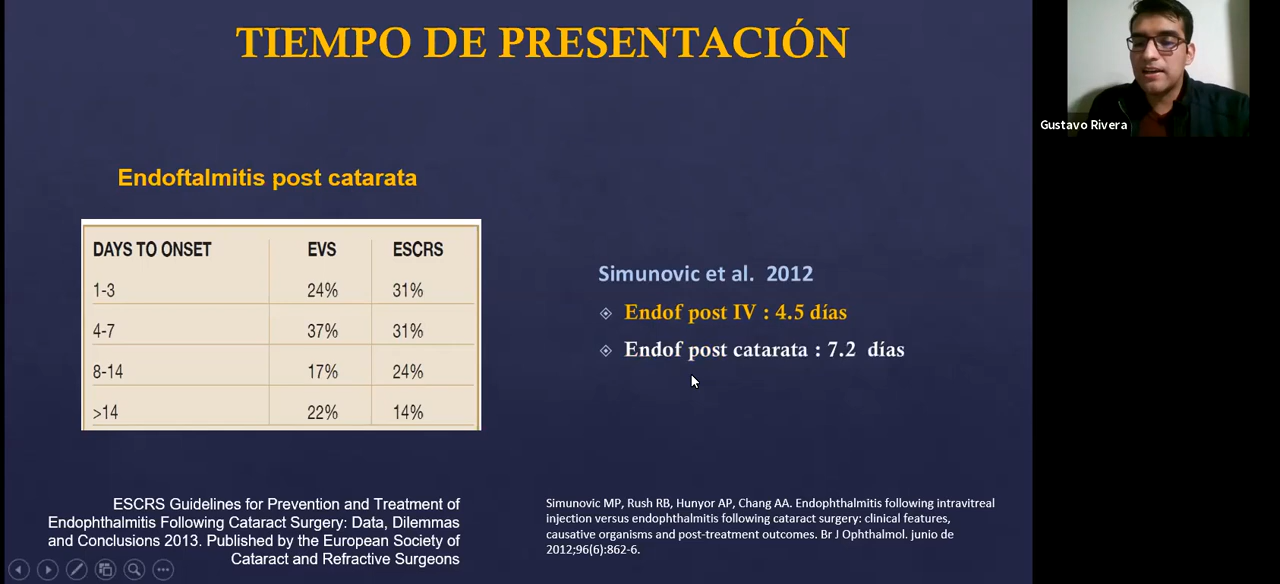 TIEMPO DE PRESENTACIÓN
Gustavo Rivera
Endoftalmitis post catarata
DAYS TO ONSET EVS ESCRS
1-3 24% 31%
4-7 37% 31%
8-14 17% 24%
>14 22% 14%
Simunovic et al. 2012
Endof post IV : 4.5 días
Endof post catarata : 7.2 días
ESCRS Guidelines for Prevention and Treatment of
Endophthalmitis Following Cataract Surgery: Data, Dilemmas
and Conclusions 2013. Published by the European Society of
Cataract and Refractive Surgeons
Simunovic MP, Rush RB, Hunyor AP, Chang AA. Endophthalmitis following intravitreal
injection versus endophthalmitis following cataract surgery: clinical features,
causative organisms and post-treatment outcomes. Br J Ophthalmol. junio de
2012;96(6):862-6.